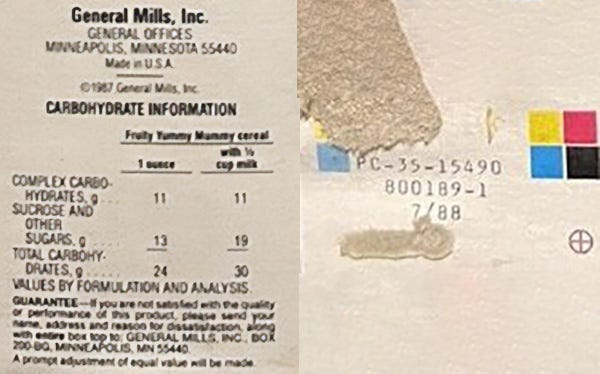 General Mills, Inc.
GENERAL OFFICES
MINNEAPOLIS, MINNESOTA 55440
Made in U.S.A.
©1987 General Mills, Inc.
CARBOHYDRATE INFORMATION
Fruity Yummy Mummy cereal
with ½
1 ounce cup milk
COMPLEX CARBO-
HYDRATES, g 11 11
SUCROSE AND
OTHER
SUGARS, g 13 19
TOTAL CARBOHY-
DRATES, g 24 30
VALUES BY FORMULATION AND ANALYSIS.
GUARANTEE—If you are not satisfied with the quality
or performance of this product, please send your
name, address and reason for dissatisfaction, along
with entire box top to: GENERAL MILLS, INC., BOX
200-BG, MINNEAPOLIS, MN 55440.
A prompt adjustment of equal value will be made.
PC-35-15490
800189-1
7/88